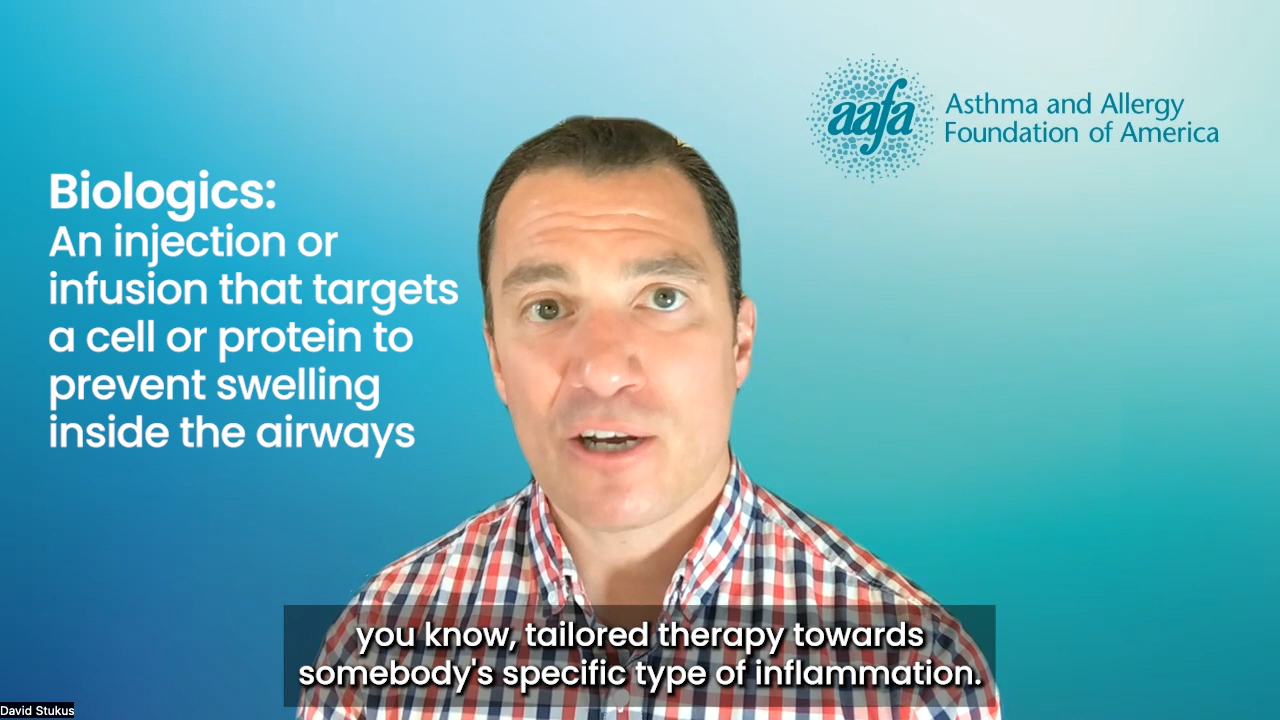 aafa
Asthma and Allergy
Foundation of America
Biologics:
An injection or
infusion that targets
a cell or protein to
prevent swelling
inside the airways
you know, tailored therapy towards
somebody's specific type of inflammation.
David Stukus